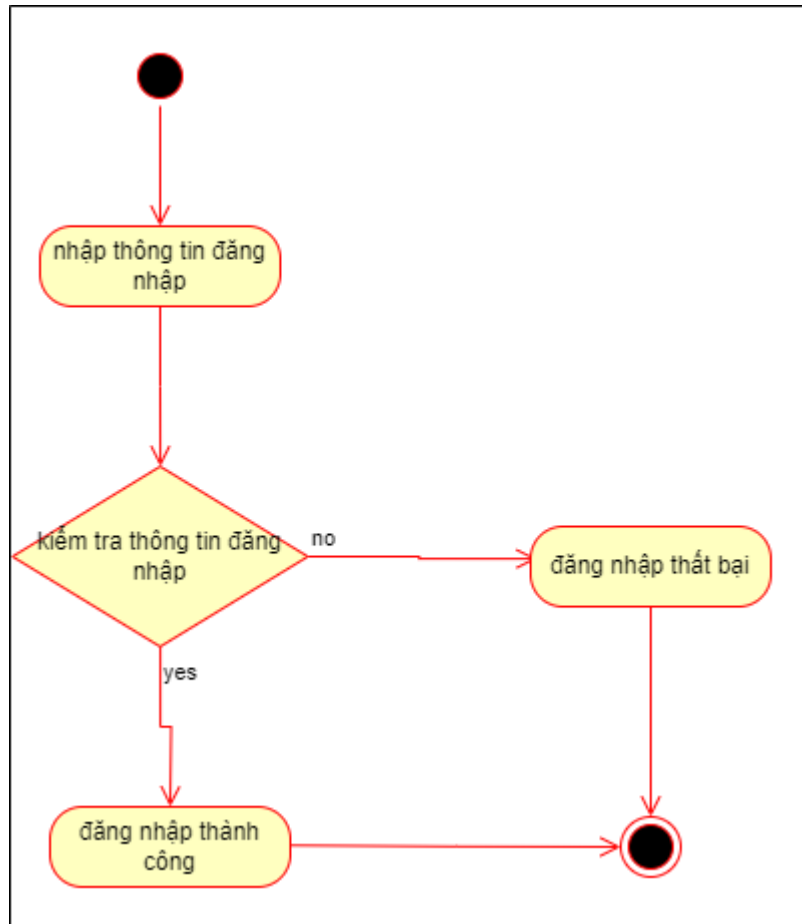 nhập thông tin đăng
nhập
kiểm tra thông tin đăng
nhập
no
đăng nhập thất bại
yes
đăng nhập thành
công